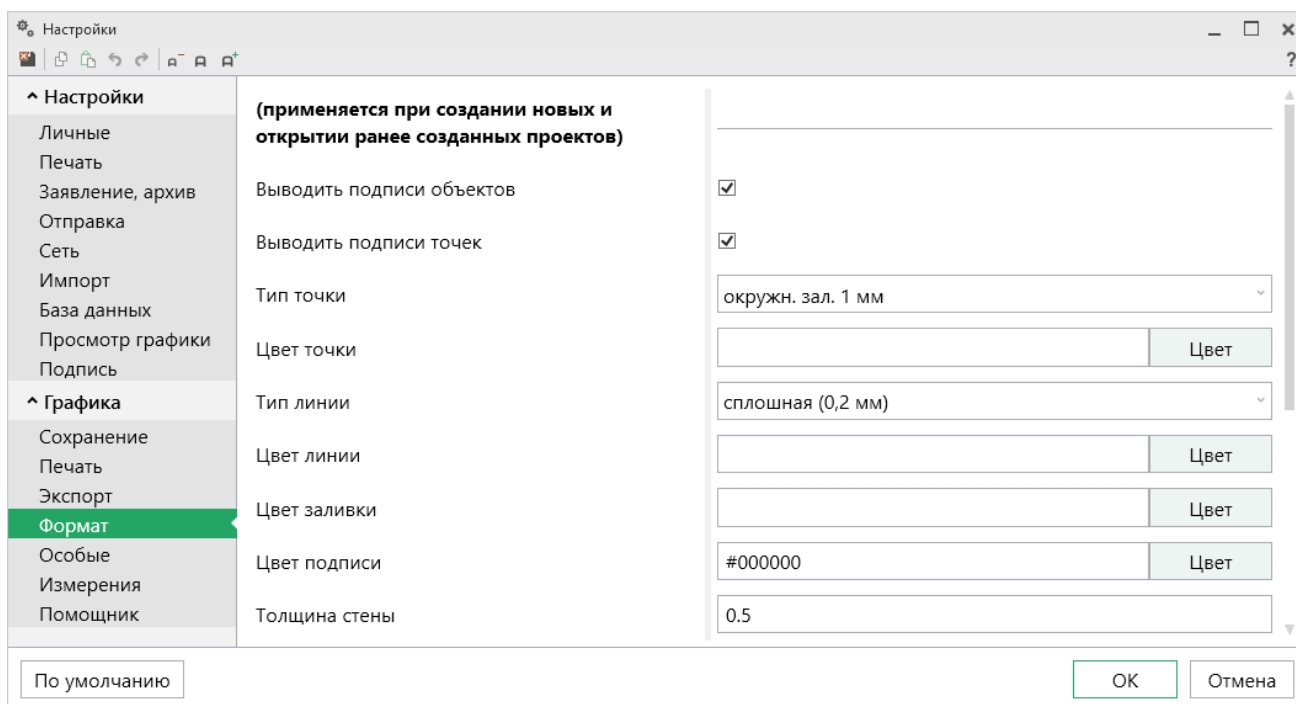 Настройки
?
Настройки
Личные
Печать
Заявление, архив
Отправка
Сеть
Импорт
База данных
Просмотр графики
Подпись
Графика
Сохранение
Печать
Экспорт
Формат
Особые
Измерения
Помощник
(применяется при создании новых и
открытии ранее созданных проектов)
Выводить подписи объектов
Выводить подписи точек
Тип точки
окружн. зал. 1 мм
Цвет точки
Цвет
Тип линии
сплошная (0,2 мм)
Цвет линии
Цвет
Цвет заливки
Цвет
Цвет подписи
#000000
Цвет
Толщина стены
0.5
По умолчанию
ОК
Отмена